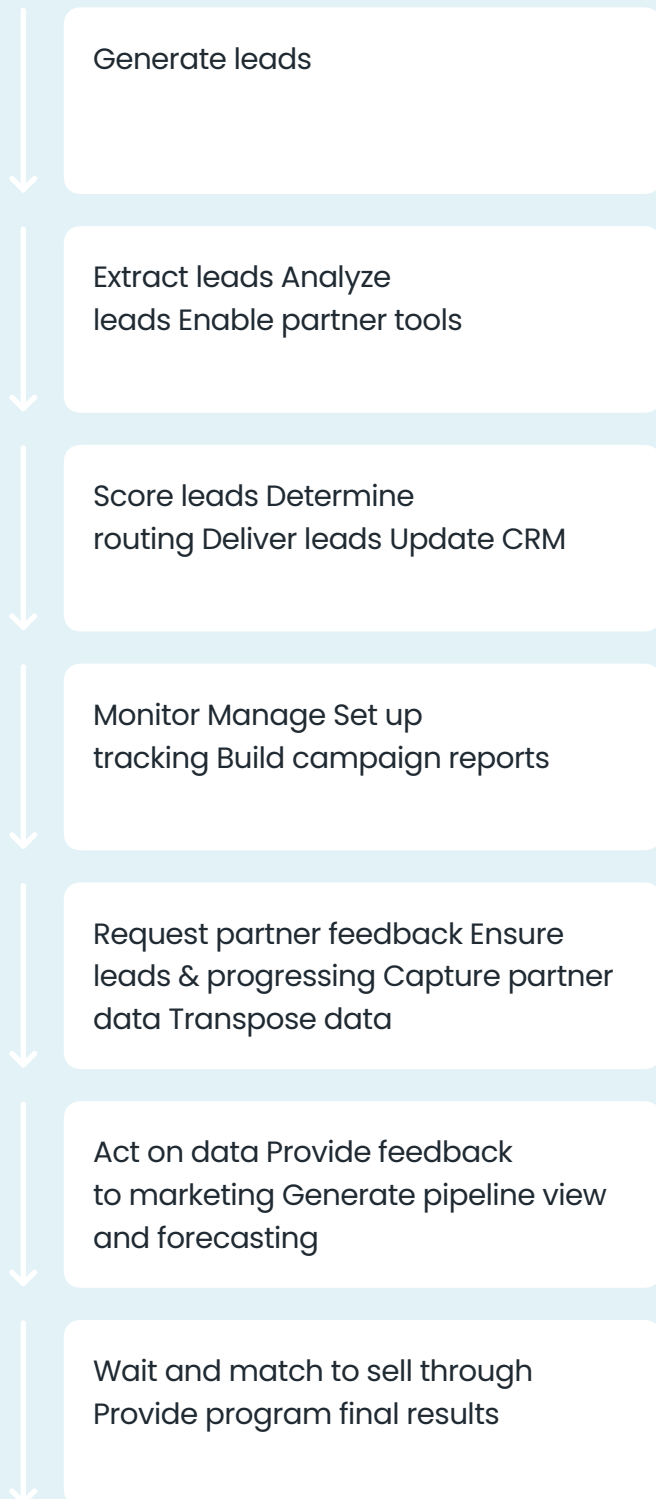 Generate leads
Extract leads Analyze
leads Enable partner tools
Score leads Determine
routing Deliver leads Update CRM
Monitor Manage Set up
tracking Build campaign reports
Request partner feedback Ensure
leads & progressing Capture partner
data Transpose data
Act on data Provide feedback
to marketing Generate pipeline view
and forecasting
Wait and match to sell through
Provide program final results